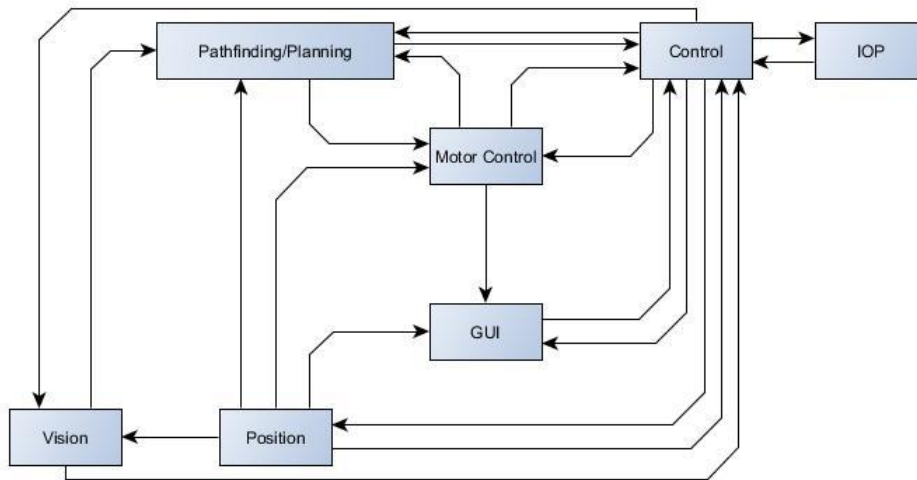 Pathfinding/Planning
Control
IOP
Motor Control
GUI
Vision
Position